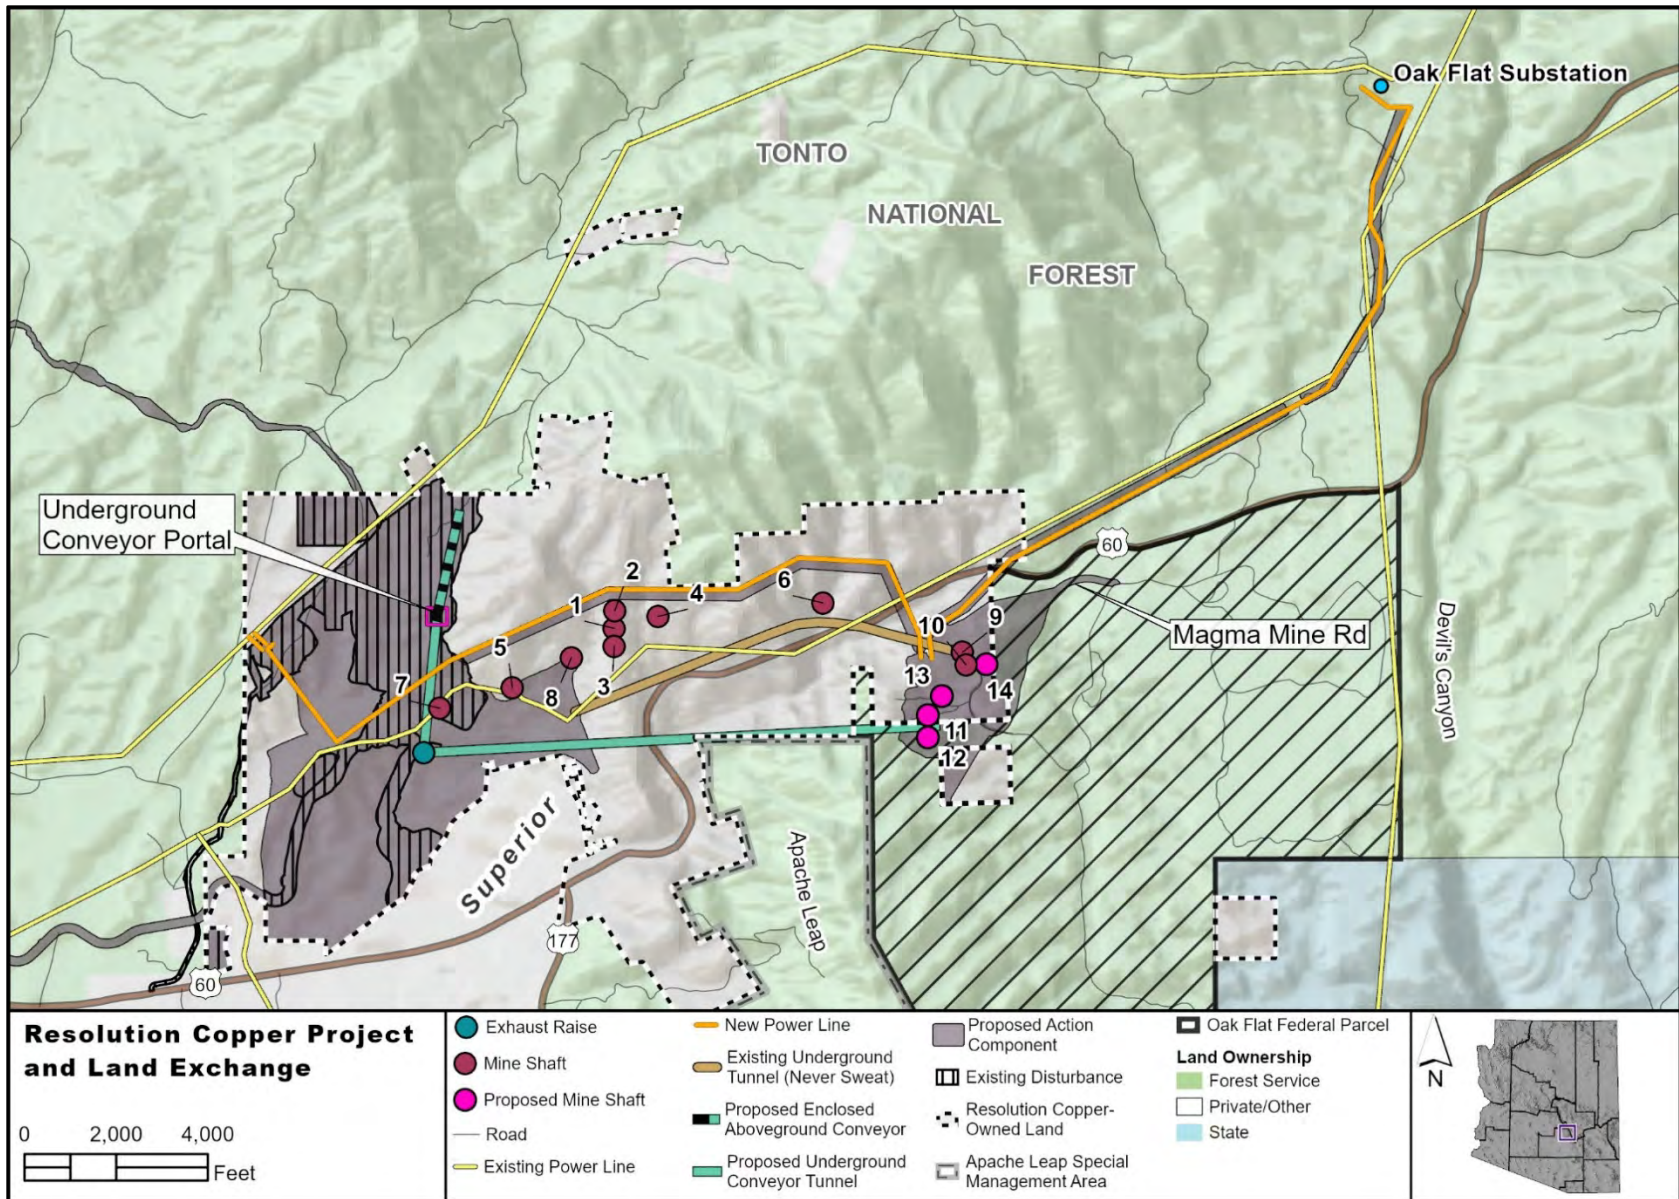 Oak Flat Substation
TONTO
NATIONAL
FOREST
Underground
Conveyor Portal
60
2
1
4
6
5
3
7
8
10
9
13
14
11
12
Magma Mine Rd
Devil's Canyon
Superior
Apache Leap
177
60
Resolution Copper Project
and Land Exchange
0 2,000 4,000
Feet
Exhaust Raise
Mine Shaft
Proposed Mine Shaft
Road
Existing Power Line
New Power Line
Existing Underground
Tunnel (Never Sweat)
Proposed Enclosed
Aboveground Conveyor
Proposed Underground
Conveyor Tunnel
Proposed Action
Component
Existing Disturbance
Resolution Copper-
Owned Land
Apache Leap Special
Management Area
Oak Flat Federal Parcel
Land Ownership
Forest Service
Private/Other
State
N